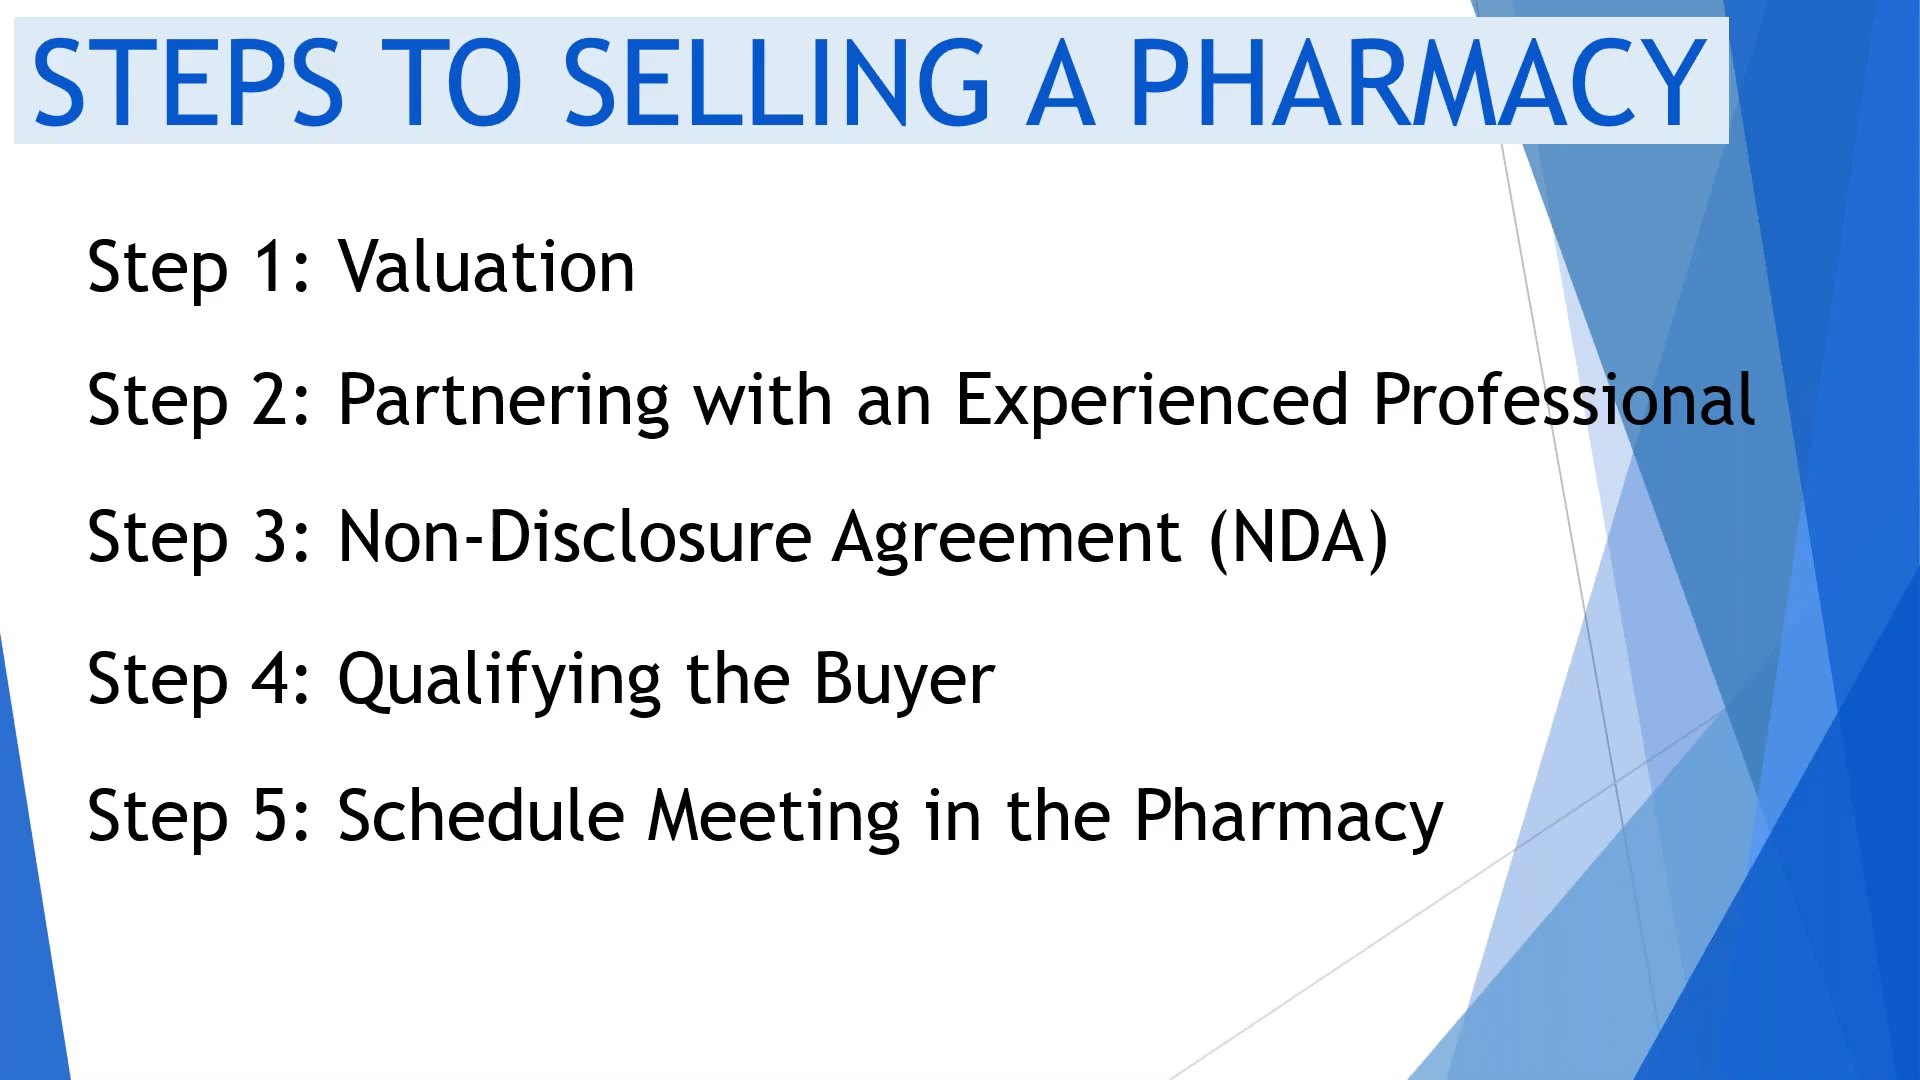 STEPS TO SELLING A PHARMACY
Step 1: Valuation
Step 2: Partnering with an Experienced Professional
Step 3: Non-Disclosure Agreement (NDA)
Step 4: Qualifying the Buyer
Step 5: Schedule Meeting in the Pharmacy